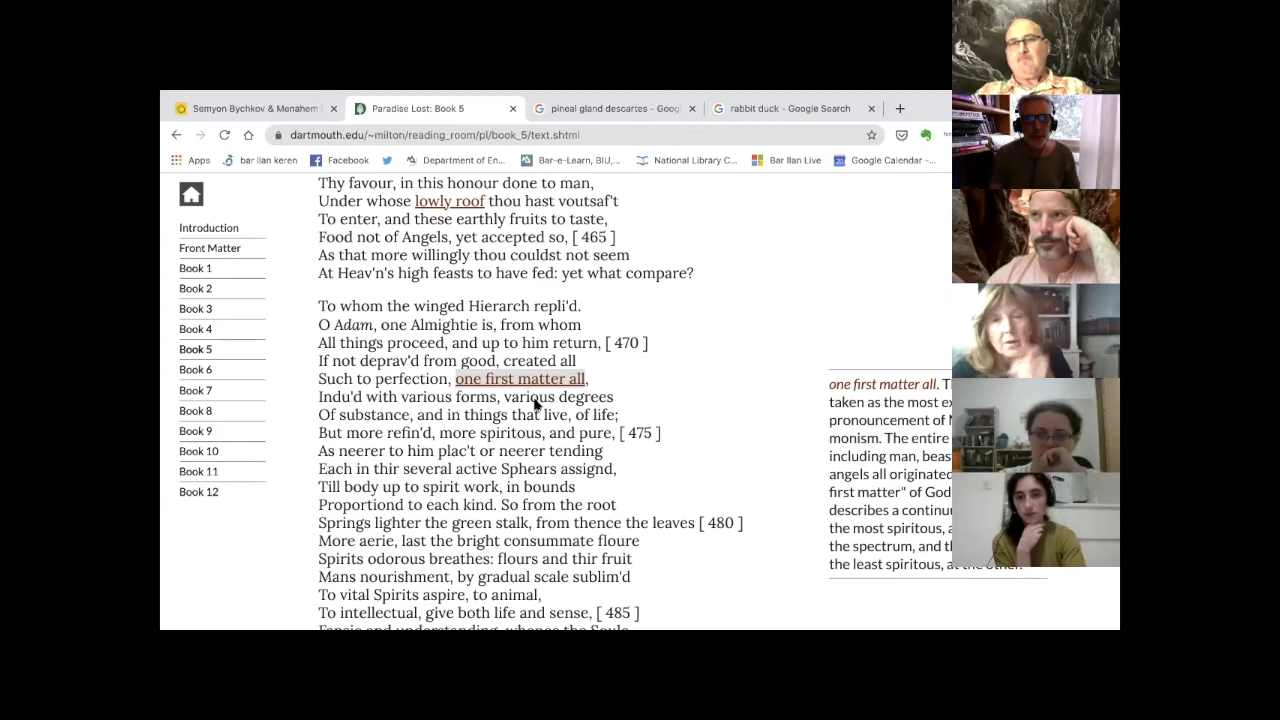 Semyon Bychkov & Menahem
Paradise Lost: Book 5
pineal gland descartes - Goog
rabbit duck - Google Search
dartmouth.edu/~milton/reading_room/pl/book_5/text.shtml
Apps
bar ilan keren
Facebook
Department of En...
Bar-e-Learn, BIU,...
National Library C...
Bar Ilan Live
Google Calendar -...
Introduction
Front Matter
Book 1
Book 2
Book 3
Book 4
Book 5
Book 6
Book 7
Book 8
Book 9
Book 10
Book 11
Book 12
Thy favour, in this honour done to man,
Under whose lowly roof thou hast voutsaf't
To enter, and these earthly fruits to taste,
Food not of Angels, yet accepted so, [ 465 ]
As that more willingly thou couldst not seem
At Heav'n's high feasts to have fed: yet what compare?
To whom the winged Hierarch repli'd.
O Adam, one Almightie is, from whom
All things proceed, and up to him return, [ 470 ]
If not deprav'd from good, created all
Such to perfection, one first matter all,
Indu'd with various forms, various degrees
Of substance, and in things that live, of life;
But more refin'd, more spiritous, and pure, [ 475 ]
As neerer to him plac't or neerer tending
Each in thir several active Sphears assignd,
Till body up to spirit work, in bounds
Proportiond to each kind. So from the root
Springs lighter the green stalk, from thence the leaves [ 480 ]
More aerie, last the bright consummate floure
Spirits odorous breathes: flours and thir fruit
Mans nourishment, by gradual scale sublim'd
To vital Spirits aspire, to animal,
To intellectual, give both life and sense, [ 485 ]
Fansie and understanding, whence the Soule
one first matter all. T
taken as the most ex
pronouncement of M
monism. The entire
including man, beas
angels all originated
first matter" of God
describes a continu
the most spiritous, a
the spectrum, and th
the least spiritous, at the other.